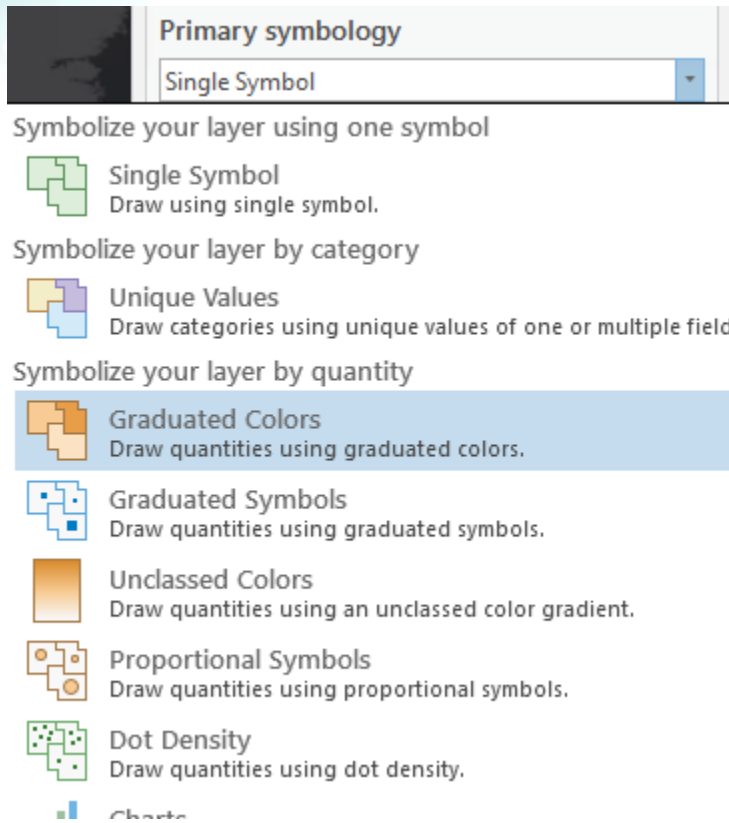 Primary symbology
Single Symbol
Symbolize your layer using one symbol
Single Symbol
Draw using single symbol.
Symbolize your layer by category
Unique Values
Draw categories using unique values of one or multiple field
Symbolize your layer by quantity
Graduated Colors
Draw quantities using graduated colors.
Graduated Symbols
Draw quantities using graduated symbols.
Unclassed Colors
Draw quantities using an unclassed color gradient.
Proportional Symbols
Draw quantities using proportional symbols.
Dot Density
Draw quantities using dot density.
Charts